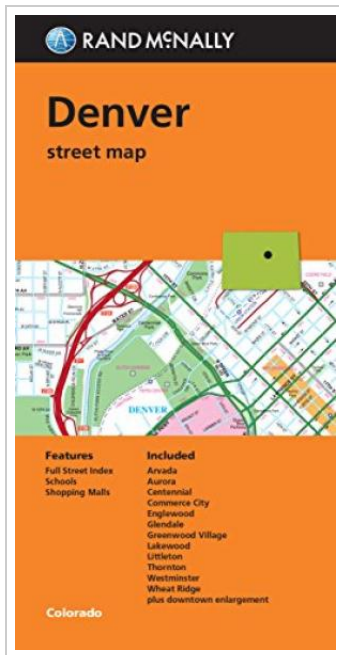 RAND MCNALLY
Denver
street map
DENVER
Features
Full Street Index
Schools
Shopping Malls
Included
Arvada
Aurora
Centennial
Commerce City
Englewood
Glendale
Greenwood Village
Lakewood
Littleton
Thornton
Westminster
Wheat Ridge
plus downtown enlargement
Colorado